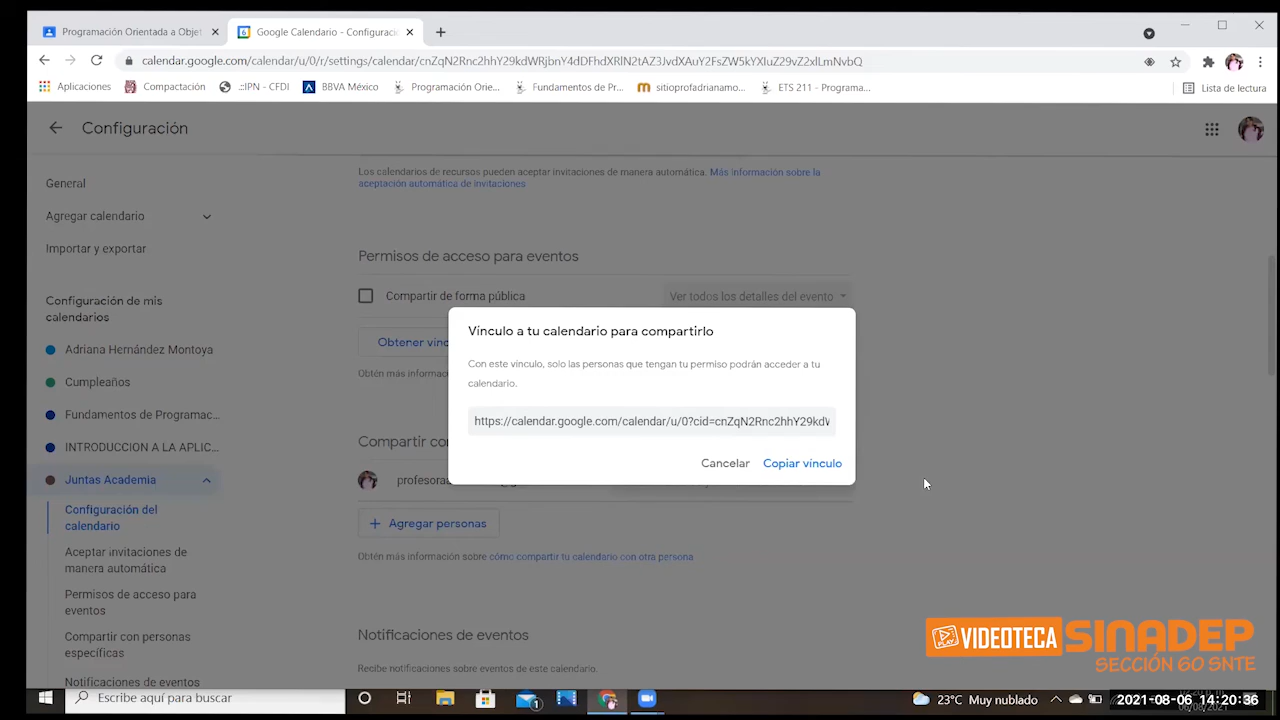 Programación Orientada a Objet
Google Calendario - Configuraci
calendar.google.com/calendar/u/0/r/settings/calendar/cnZqN2Rnc2hhY29kdWRjbnY4dDFhdXRlN2tAZ3JvdXAuY2FsZW5kYXIuZ29vZ2xlLmNvbQ
Aplicaciones
Compactación
.::IPN - CFDI
BBVA México
Programación Orie...
Fundamentos de Pr...
sitioprofadrianamo...
ETS 211 - Programa...
Lista de lectura
Configuración
General
Agregar calendario
Importar y exportar
Configuración de mis
calendarios
Adriana Hernández Montoya
Cumpleaños
Fundamentos de Programac...
INTRODUCCION A LA APLIC...
Juntas Academia
Configuración del
calendario
Aceptar invitaciones de
manera automática
Permisos de acceso para
eventos
Compartir con personas
específicas
Notificaciones de eventos
Los calendarios de recursos pueden aceptar invitaciones de manera automática. Más información sobre la
aceptación automática de invitaciones
Permisos de acceso para eventos
Compartir de forma pública
Ver todos los detalles del evento
Obtener vínc
Obtén más informac
Compartir co
profesora
Agregar personas
Obtén más información sobre cómo compartir tu calendario con otra persona
Notificaciones de eventos
Recibe notificaciones sobre eventos de este calendario.
Vínculo a tu calendario para compartirlo
Con este vínculo, solo las personas que tengan tu permiso podrán acceder a tu
calendario.
https://calendar.google.com/calendar/u/0?cid=cnZqN2Rnc2hhY29kdW
Cancelar
Copiar vínculo
VIDEOTECA SINADEP
PLAY
SECCIÓN 60 SNTE
Escribe aquí para buscar
1
23°C Muy nublado
2021-08-06 14:20:36